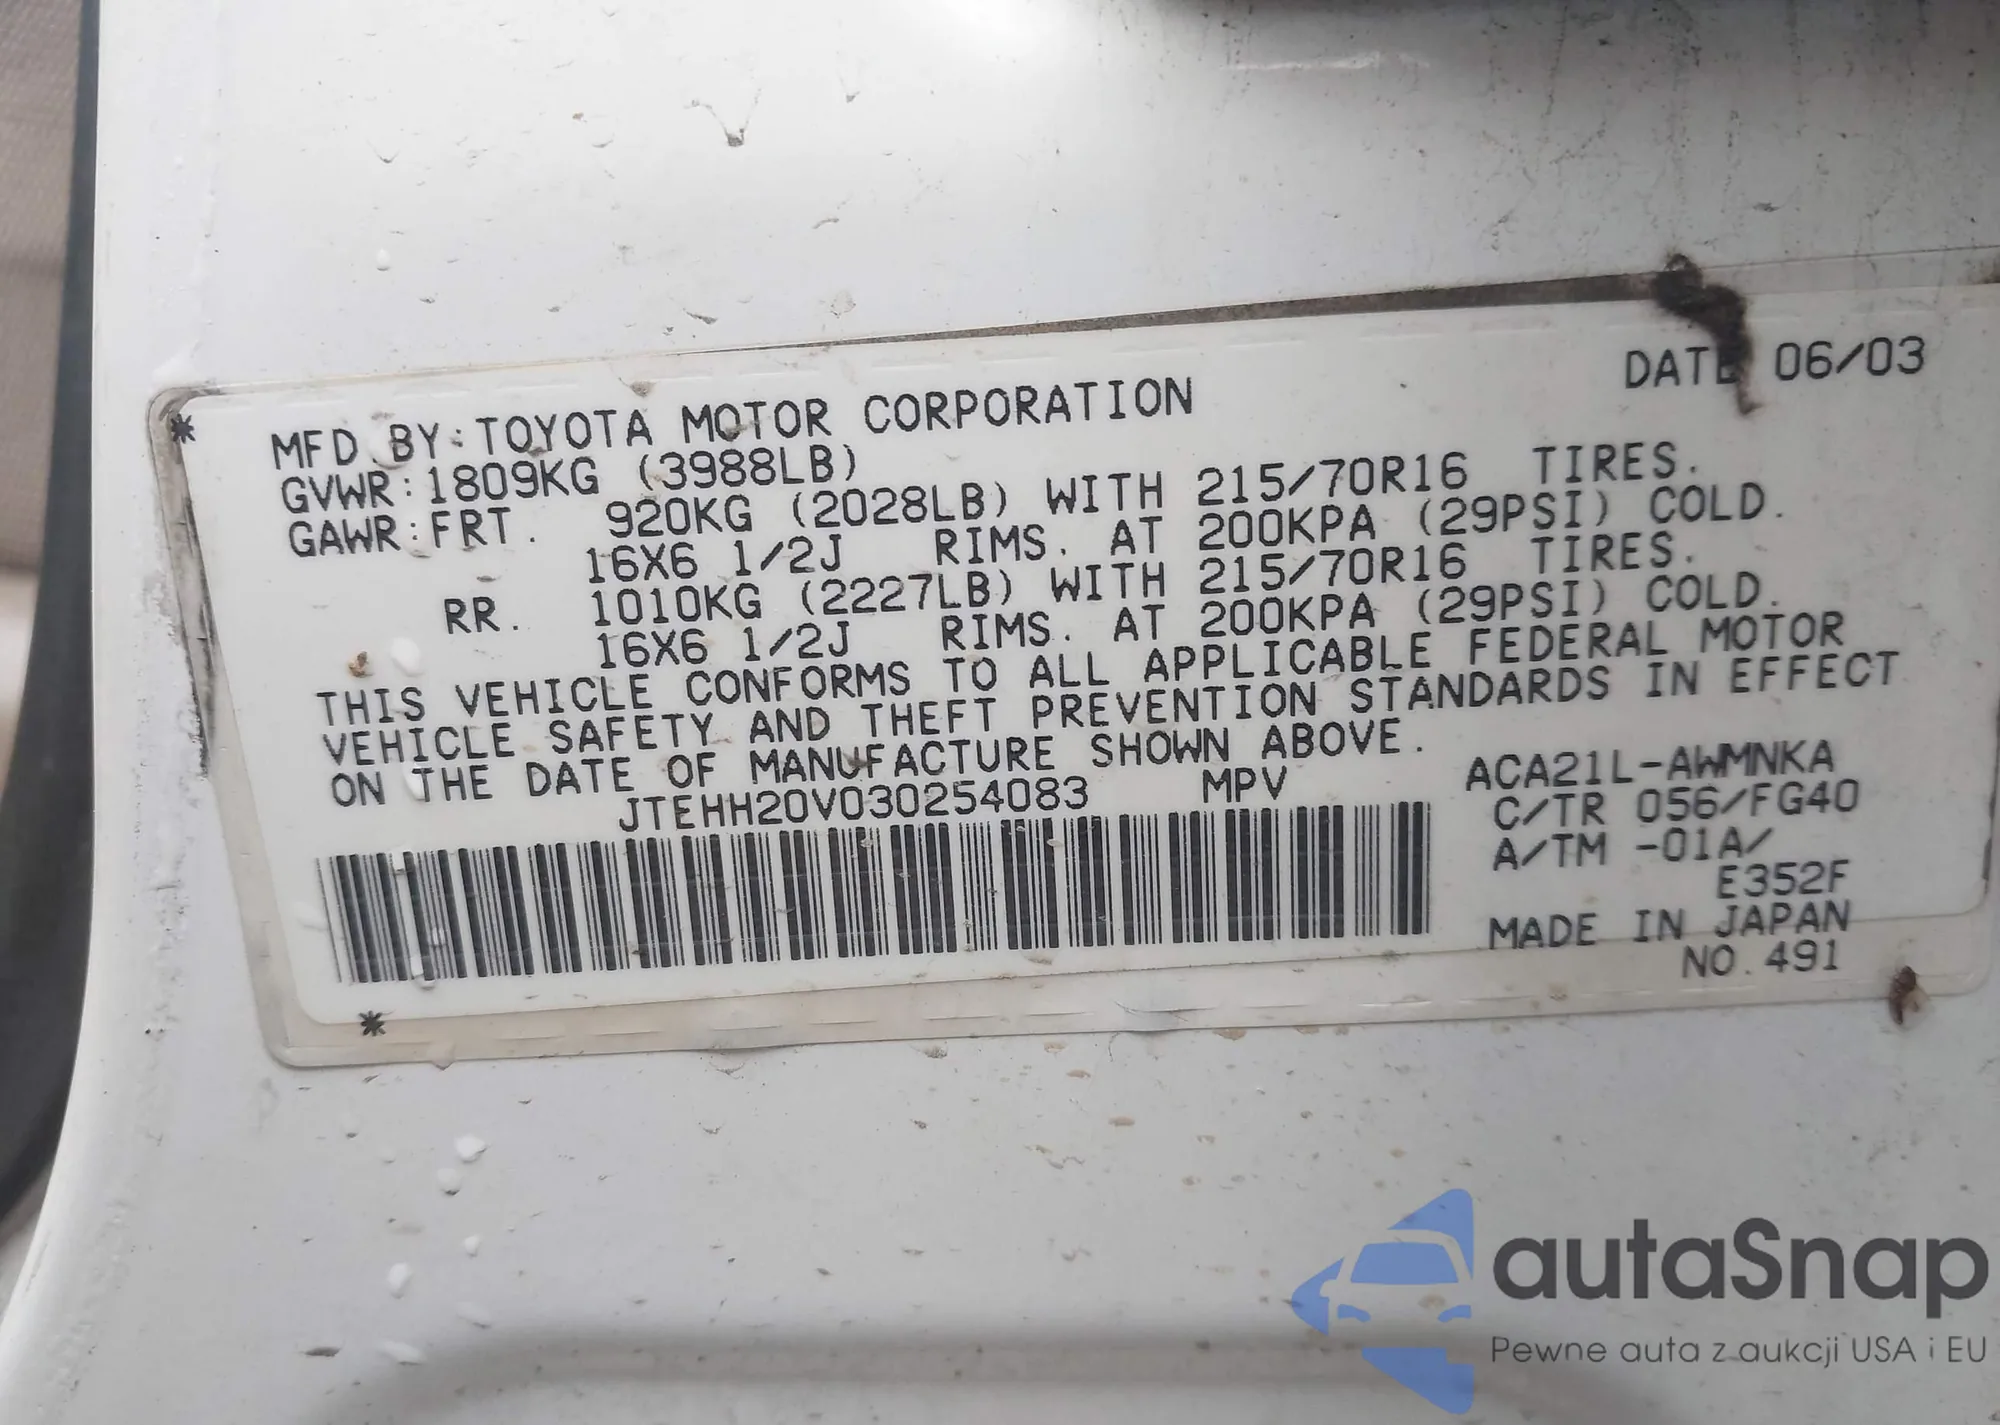 DATE 06/03
MFD.BY:TOYOTA MOTOR CORPORATION
GVWR:1809KG (3988LB)
GAWR:FRT. 920KG (2028LB) WITH 215/70R16 TIRES.
16X6 1/2J RIMS. AT 200KPA (29PSI) COLD.
RR. 1010KG (2227LB) WITH 215/70R16 TIRES.
16X6 1/2J RIMS. AT 200KPA (29PSI) COLD.
THIS VEHICLE CONFORMS TO ALL APPLICABLE FEDERAL MOTOR
VEHICLE SAFETY AND THEFT PREVENTION STANDARDS IN EFFECT
ON THE DATE OF MANUFACTURE SHOWN ABOVE.
JTEHH20V030254083 MPV
ACA21L-AWMNKA
C/TR 056/FG40
A/TM -01A/
E352F
MADE IN JAPAN
NO.491
autaSnap
Pewne auta z aukcji USA i EU